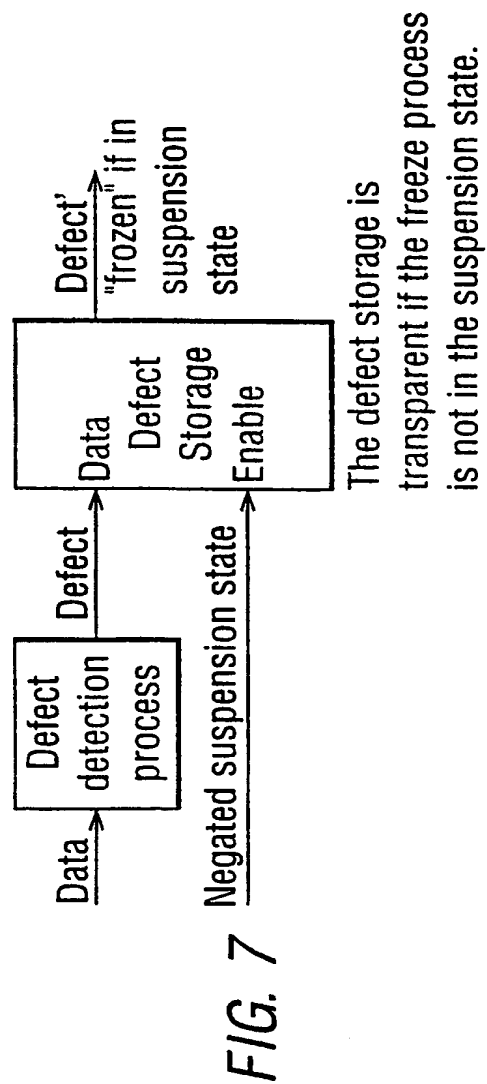 Data
Defect
detection
process
Defect
Negated suspension state
Data
Defect
Storage
Enable
Defect'
"frozen" if in
suspension
state
The defect storage is
transparent if the freeze process
is not in the suspension state.
FIG. 7